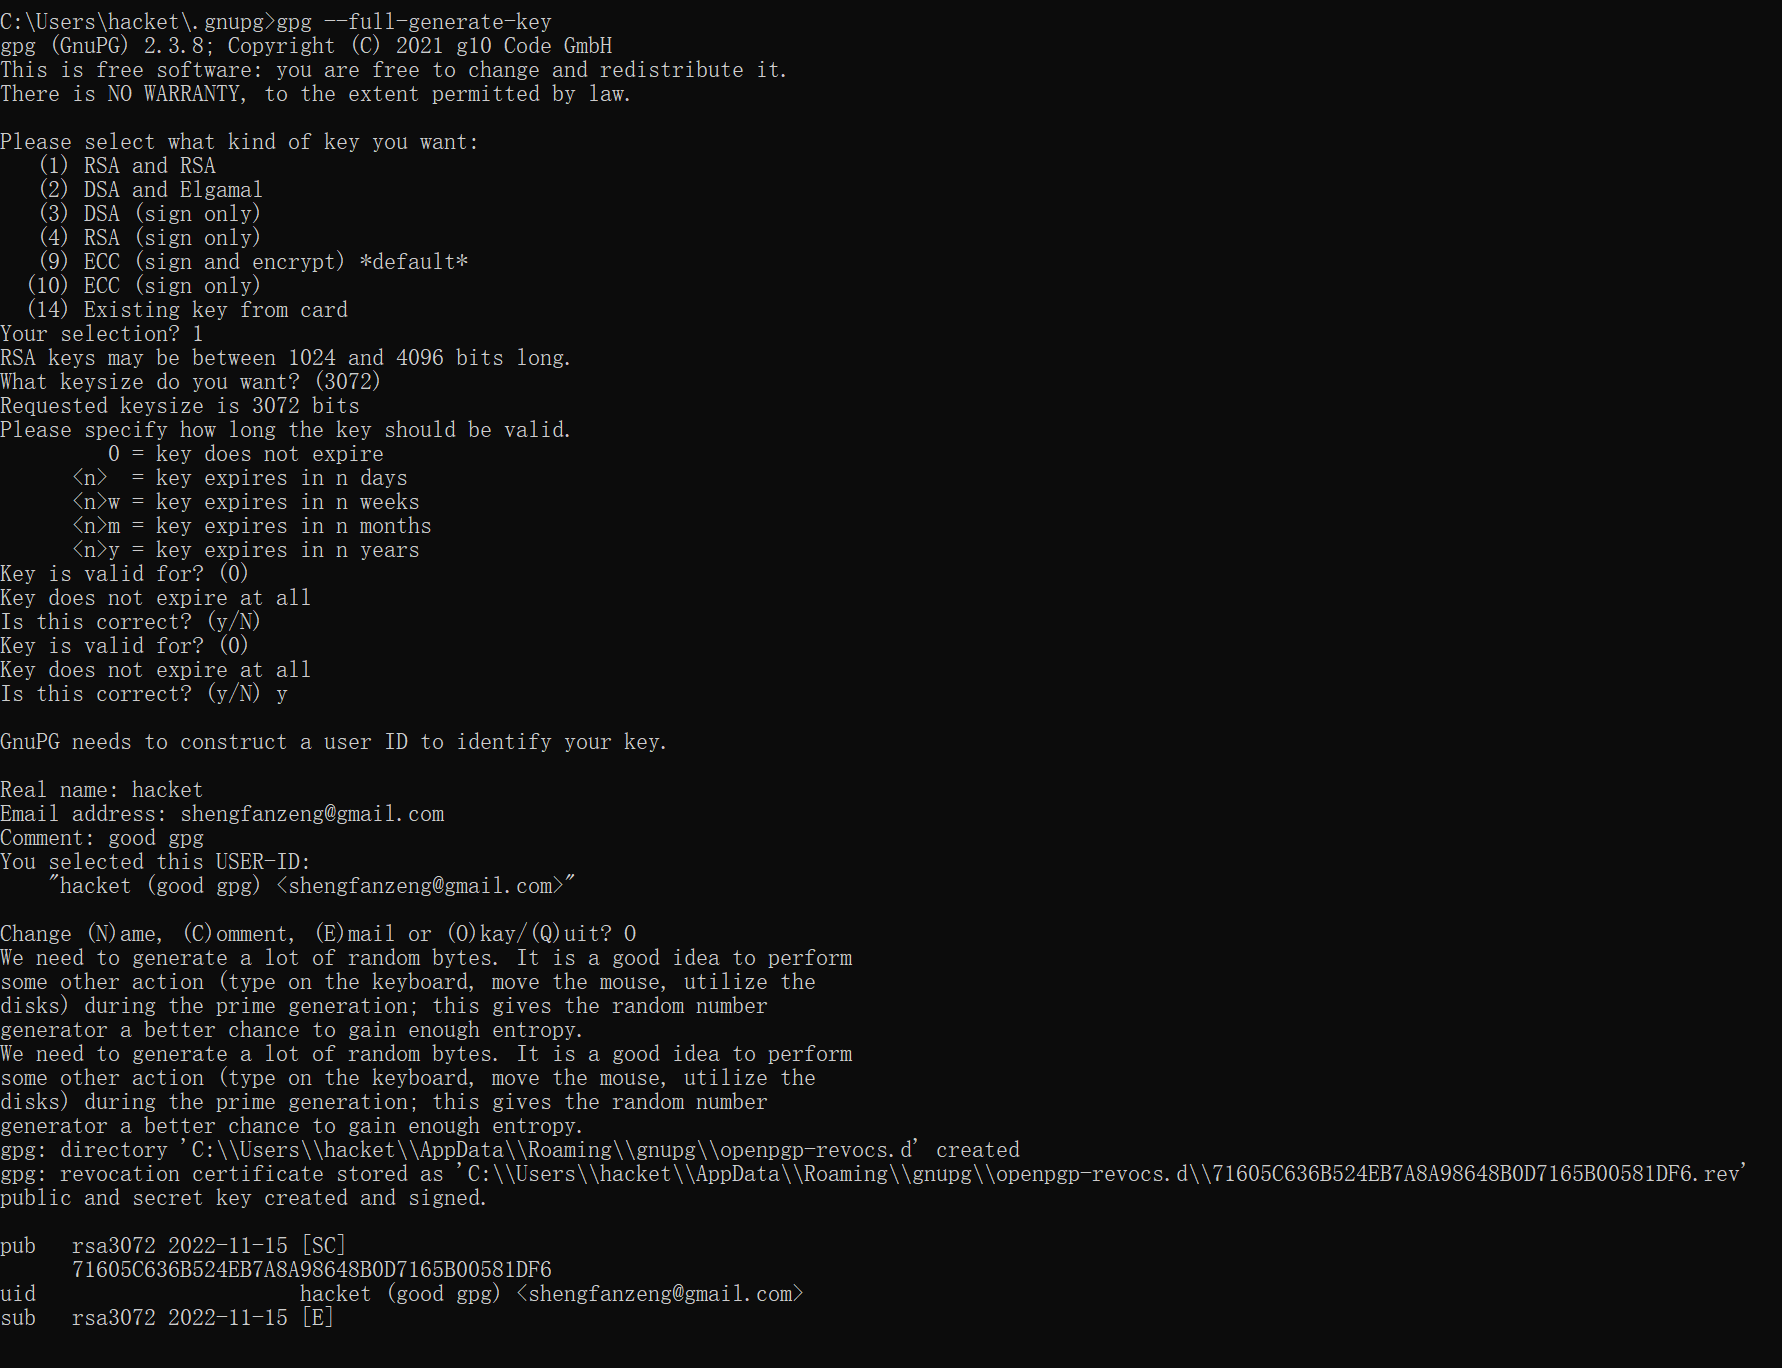 C:\Users\hacket\.gnupg>gpg --full-generate-key
gpg (GnuPG) 2.3.8; Copyright (C) 2021 g10 Code GmbH
This is free software: you are free to change and redistribute it.
There is NO WARRANTY, to the extent permitted by law.

Please select what kind of key you want:
   (1) RSA and RSA
   (2) DSA and Elgamal
   (3) DSA (sign only)
   (4) RSA (sign only)
   (9) ECC (sign and encrypt) *default*
  (10) ECC (sign only)
  (14) Existing key from card
Your selection? 1
RSA keys may be between 1024 and 4096 bits long.
What keysize do you want? (3072)
Requested keysize is 3072 bits
Please specify how long the key should be valid.
         0 = key does not expire
      <n>  = key expires in n days
      <n>w = key expires in n weeks
      <n>m = key expires in n months
      <n>y = key expires in n years
Key is valid for? (0)
Key does not expire at all
Is this correct? (y/N)
Key is valid for? (0)
Key does not expire at all
Is this correct? (y/N) y

GnuPG needs to construct a user ID to identify your key.

Real name: hacket
Email address: shengfanzeng@gmail.com
Comment: good gpg
You selected this USER-ID:
    "hacket (good gpg) <shengfanzeng@gmail.com>"

Change (N)ame, (C)omment, (E)mail or (O)kay/(Q)uit? O
We need to generate a lot of random bytes. It is a good idea to perform
some other action (type on the keyboard, move the mouse, utilize the
disks) during the prime generation; this gives the random number
generator a better chance to gain enough entropy.
We need to generate a lot of random bytes. It is a good idea to perform
some other action (type on the keyboard, move the mouse, utilize the
disks) during the prime generation; this gives the random number
generator a better chance to gain enough entropy.
gpg: directory 'C:\\Users\\hacket\\AppData\\Roaming\\gnupg\\openpgp-revocs.d' created
gpg: revocation certificate stored as 'C:\\Users\\hacket\\AppData\\Roaming\\gnupg\\openpgp-revocs.d\\71605C636B524EB7A8A98648B0D7165B00581DF6.rev'
public and secret key created and signed.

pub   rsa3072 2022-11-15 [SC]
      71605C636B524EB7A8A98648B0D7165B00581DF6
uid                      hacket (good gpg) <shengfanzeng@gmail.com>
sub   rsa3072 2022-11-15 [E]